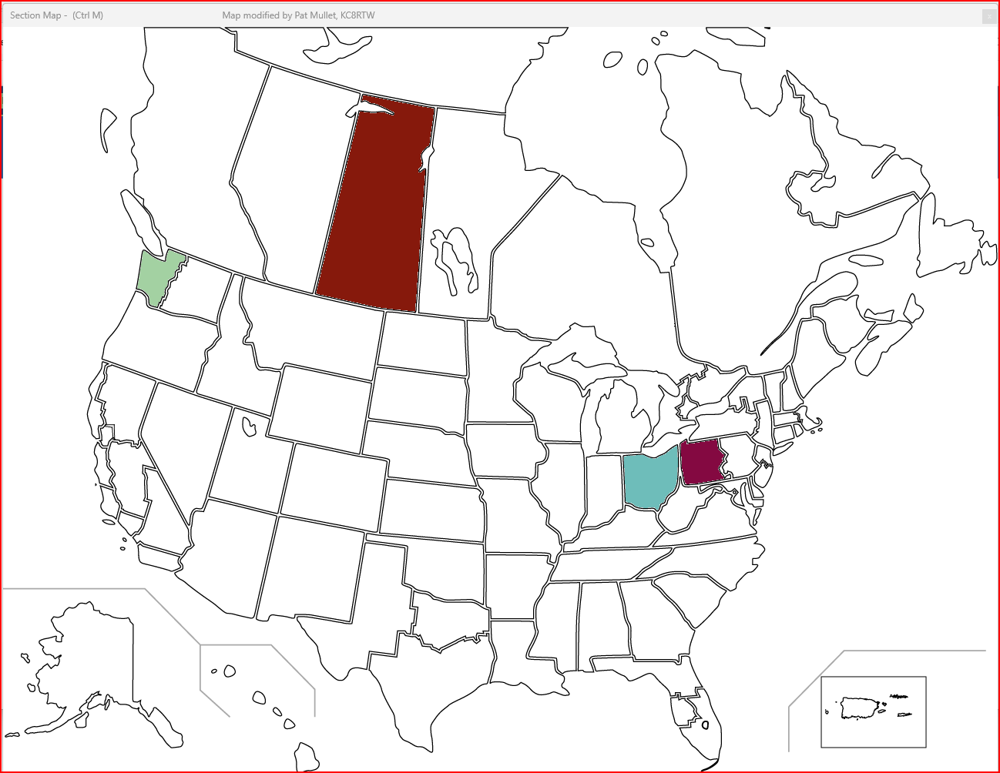 Section Map -  (Ctrl M)
Map modified by Pat Mullet, KC8RTW
x